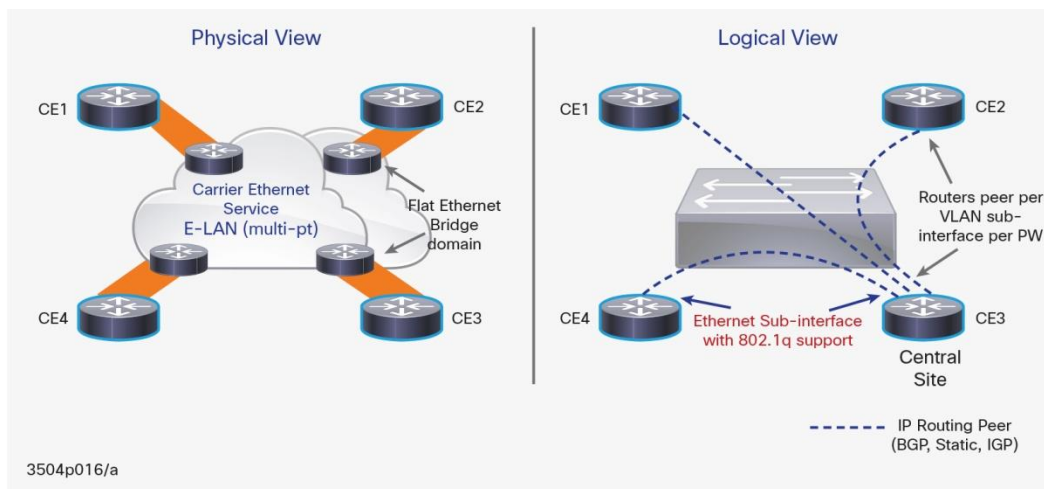 Physical View
CE1
CE2
Carrier Ethernet
Service
E-LAN (multi-pt)
Flat Ethernet
Bridge
domain
CE4
CE3
Logical View
CE1
CE2
Routers peer per
VLAN sub-
interface per PW
CE4
Ethernet Sub-interface
with 802.1q support
CE3
Central
Site
IP Routing Peer
(BGP, Static, IGP)
3504p016/a